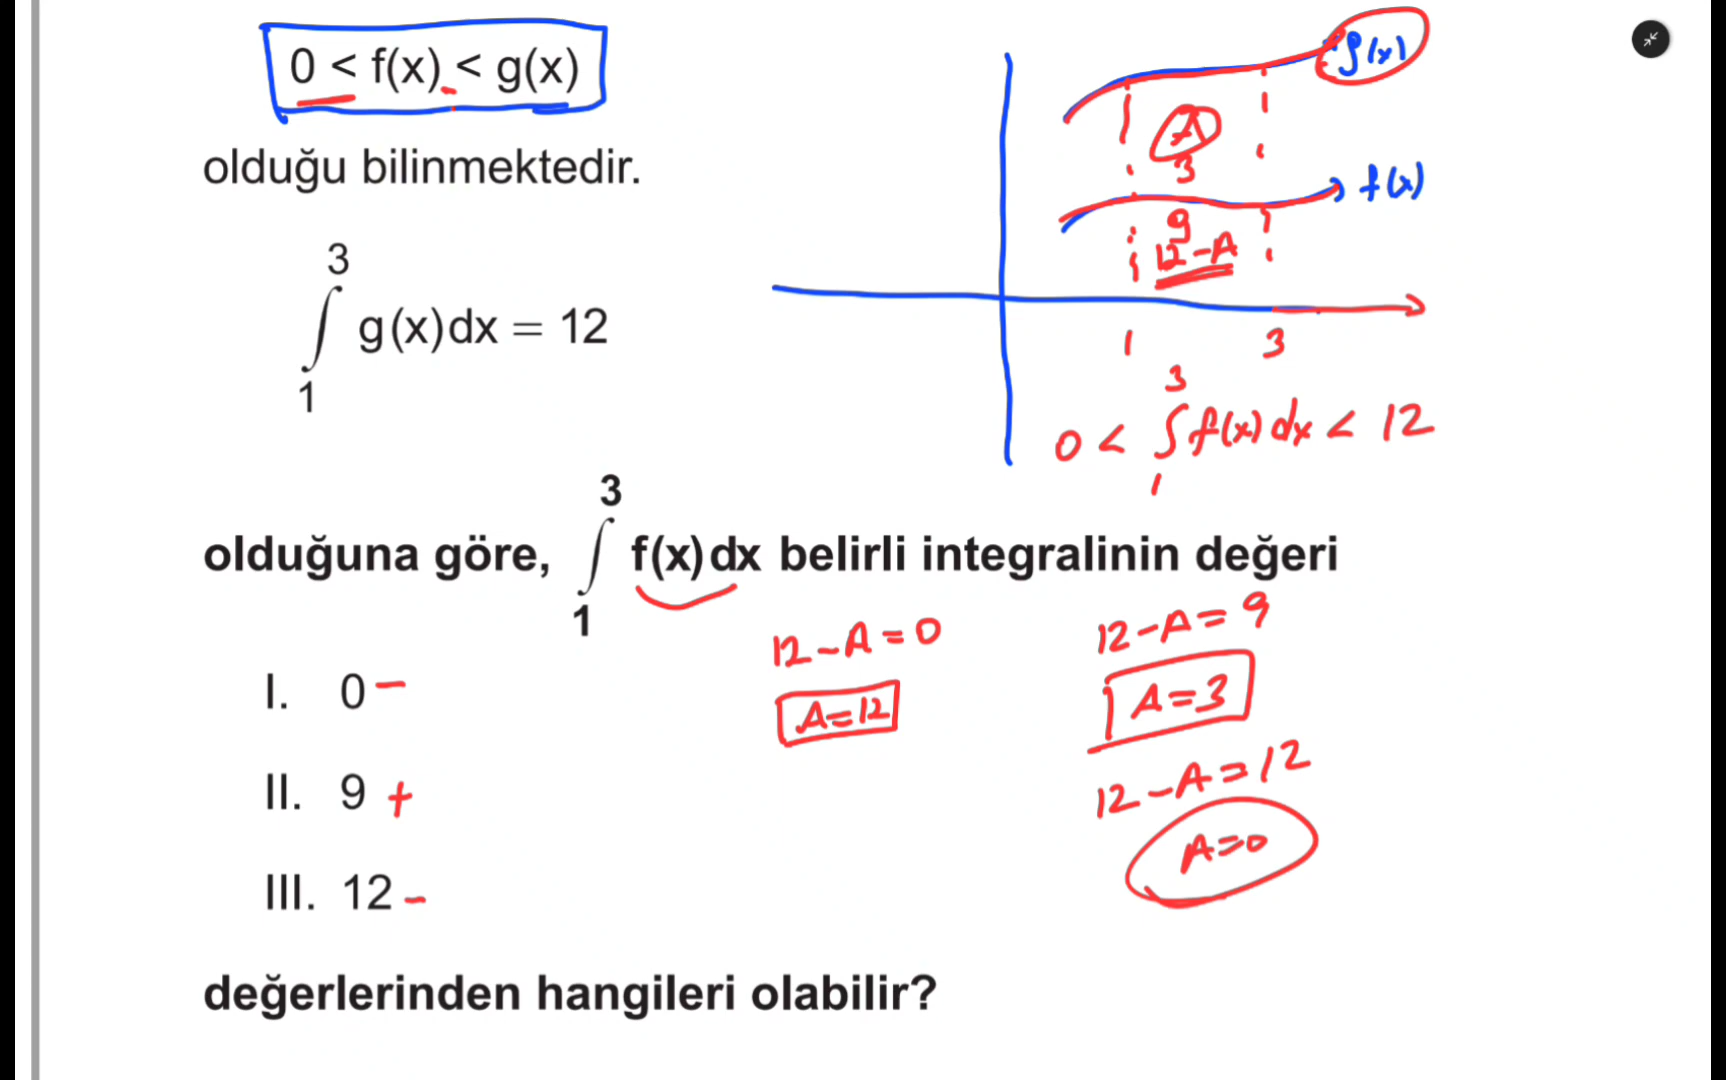 0 < f(x) < g(x)
g(x)
A
3
olduğu bilinmektedir.
f(x)
9
12-A
3
∫ g(x)dx = 12
1
1 3
3
0 < ∫ f(x)dx < 12
1
3
olduğuna göre, ∫ f(x)dx belirli integralinin değeri
1
12-A=0
A=12
12-A=9
A=3
12-A=12
A=0
I. 0 -
II. 9 +
III. 12 -
değerlerinden hangileri olabilir?